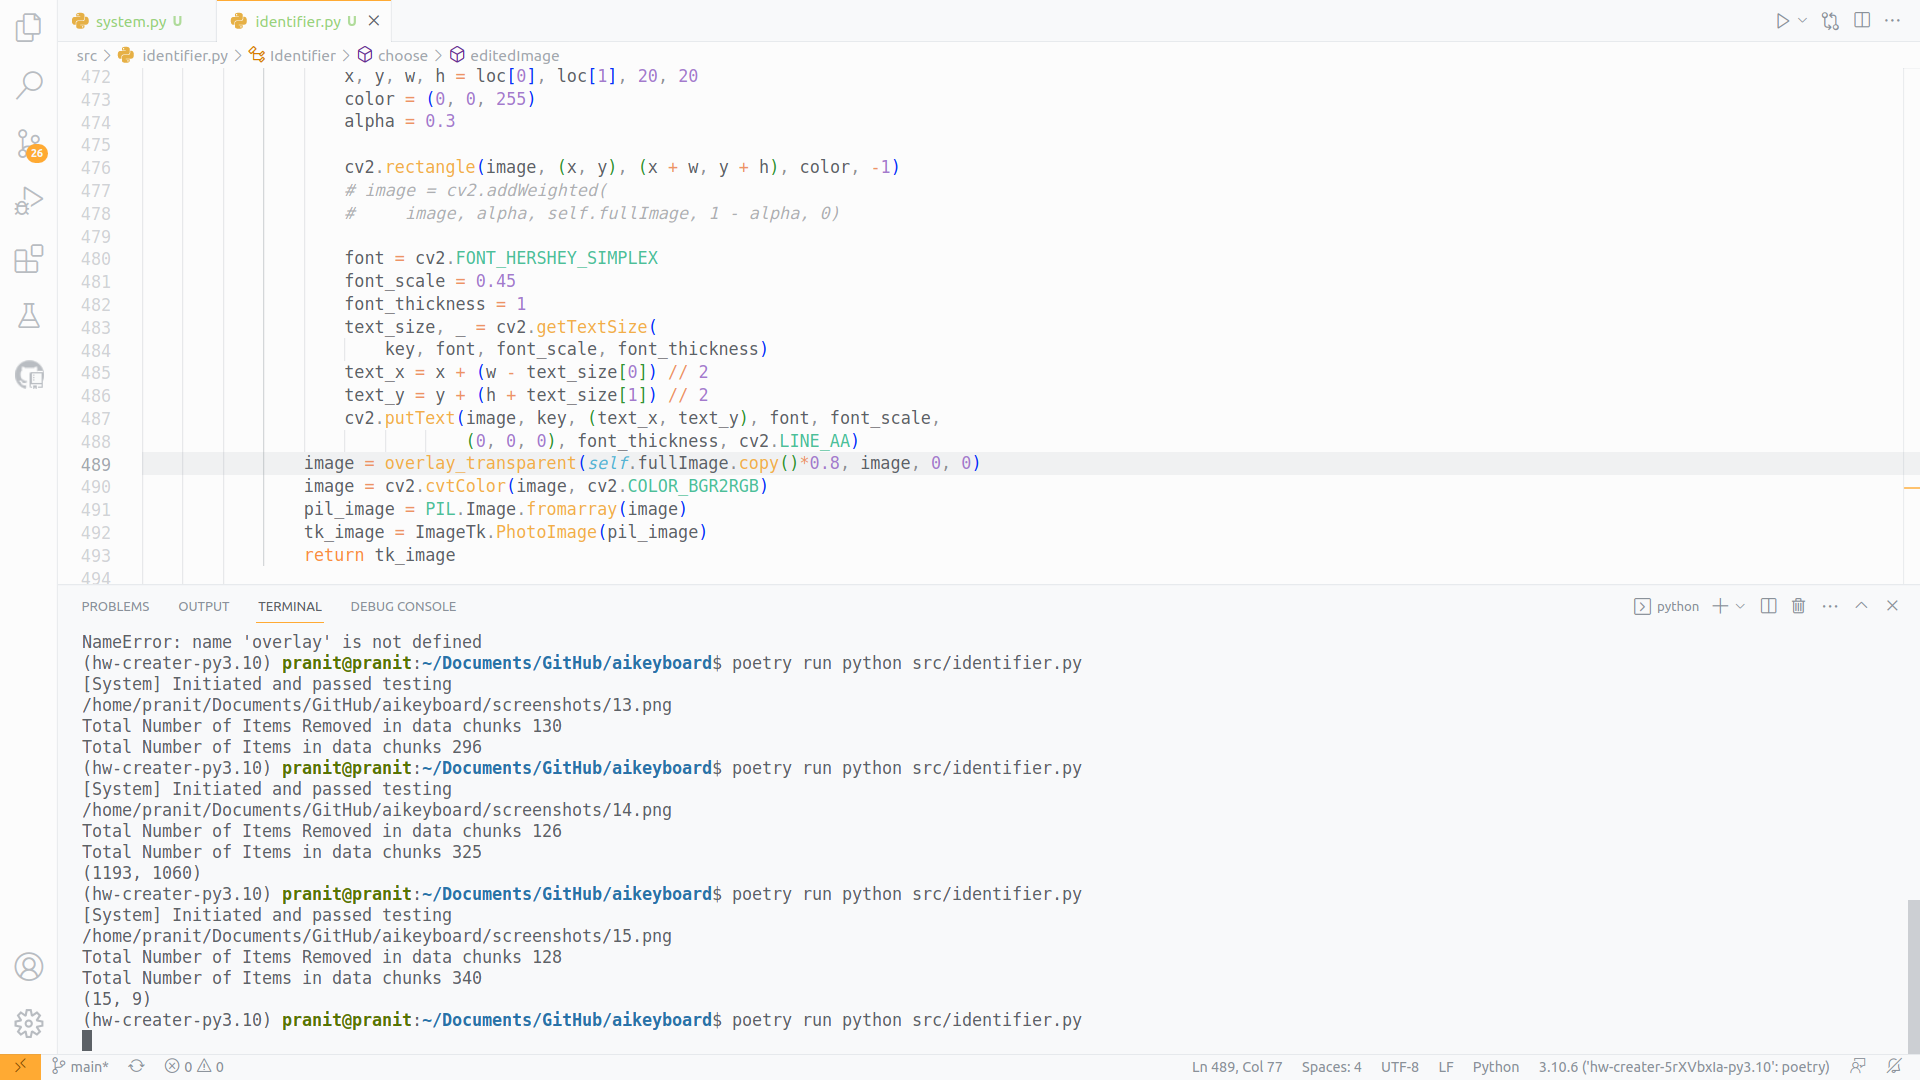 system.py U
identifier.py U
src > identifier.py > Identifier > choose > editedImage
472 x, y, w, h = loc[0], loc[1], 20, 20
473 color = (0, 0, 255)
474 alpha = 0.3
475
476 cv2.rectangle(image, (x, y), (x + w, y + h), color, -1)
477 # image = cv2.addWeighted(
478 #     image, alpha, self.fullImage, 1 - alpha, 0)
479
480 font = cv2.FONT_HERSHEY_SIMPLEX
481 font_scale = 0.45
482 font_thickness = 1
483 text_size, _ = cv2.getTextSize(
484     key, font, font_scale, font_thickness)
485 text_x = x + (w - text_size[0]) // 2
486 text_y = y + (h + text_size[1]) // 2
487 cv2.putText(image, key, (text_x, text_y), font, font_scale,
488             (0, 0, 0), font_thickness, cv2.LINE_AA)
489 image = overlay_transparent(self.fullImage.copy()*0.8, image, 0, 0)
490 image = cv2.cvtColor(image, cv2.COLOR_BGR2RGB)
491 pil_image = PIL.Image.fromarray(image)
492 tk_image = ImageTk.PhotoImage(pil_image)
493 return tk_image
494
PROBLEMS OUTPUT TERMINAL DEBUG CONSOLE
python
NameError: name 'overlay' is not defined
(hw-creater-py3.10) pranit@pranit:~/Documents/GitHub/aikeyboard$ poetry run python src/identifier.py
[System] Initiated and passed testing
/home/pranit/Documents/GitHub/aikeyboard/screenshots/13.png
Total Number of Items Removed in data chunks 130
Total Number of Items in data chunks 296
(hw-creater-py3.10) pranit@pranit:~/Documents/GitHub/aikeyboard$ poetry run python src/identifier.py
[System] Initiated and passed testing
/home/pranit/Documents/GitHub/aikeyboard/screenshots/14.png
Total Number of Items Removed in data chunks 126
Total Number of Items in data chunks 325
(1193, 1060)
(hw-creater-py3.10) pranit@pranit:~/Documents/GitHub/aikeyboard$ poetry run python src/identifier.py
[System] Initiated and passed testing
/home/pranit/Documents/GitHub/aikeyboard/screenshots/15.png
Total Number of Items Removed in data chunks 128
Total Number of Items in data chunks 340
(15, 9)
(hw-creater-py3.10) pranit@pranit:~/Documents/GitHub/aikeyboard$ poetry run python src/identifier.py
26
main* 0 0 Ln 489, Col 77 Spaces: 4 UTF-8 LF Python 3.10.6 ('hw-creater-5rXVbxIa-py3.10': poetry)